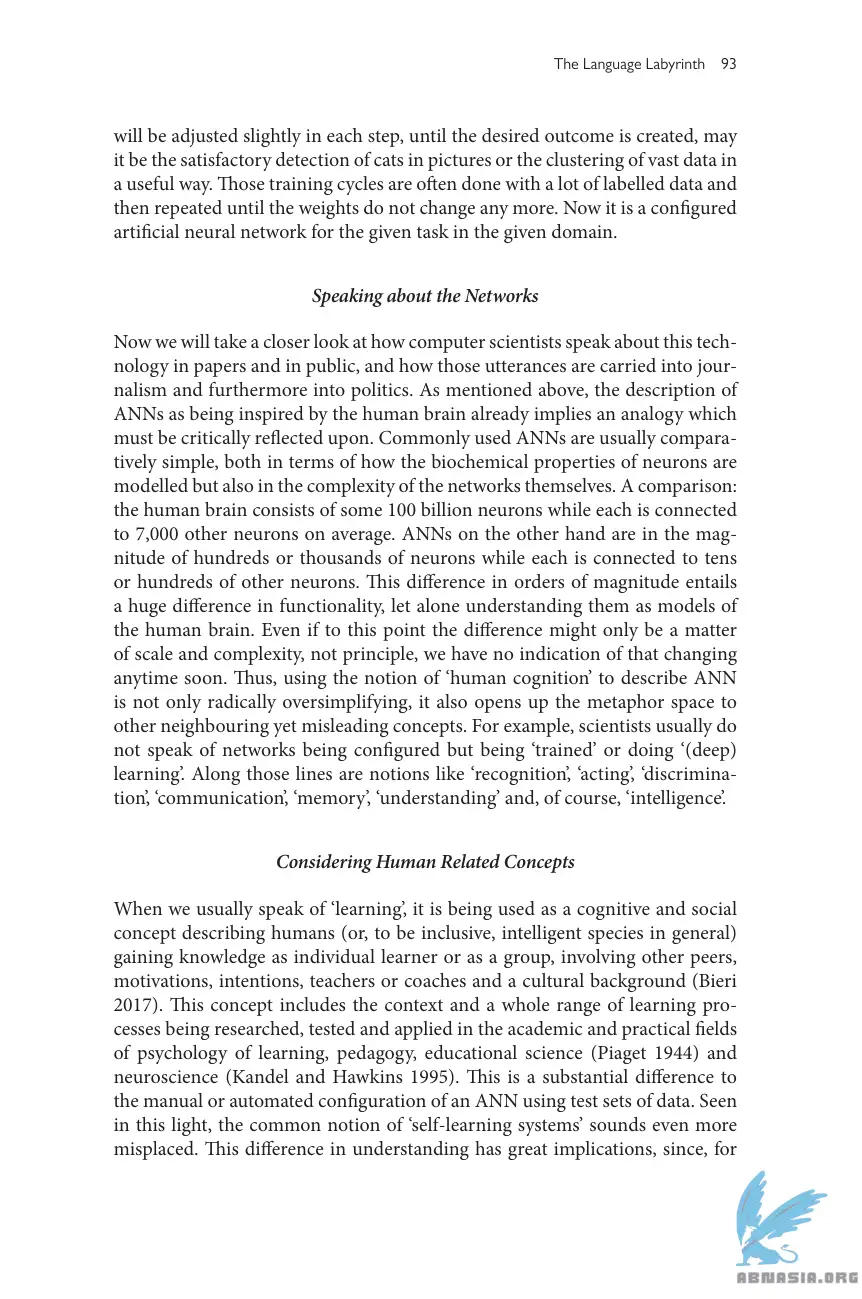 The Language Labyrinth 93
will be adjusted slightly in each step, until the desired outcome is created, may
it be the satisfactory detection of cats in pictures or the clustering of vast data in
a useful way. Those training cycles are often done with a lot of labelled data and
then repeated until the weights do not change any more. Now it is a configured
artificial neural network for the given task in the given domain.
Speaking about the Networks
Now we will take a closer look at how computer scientists speak about this tech-
nology in papers and in public, and how those utterances are carried into jour-
nalism and furthermore into politics. As mentioned above, the description of
ANNs as being inspired by the human brain already implies an analogy which
must be critically reflected upon. Commonly used ANNs are usually compara-
tively simple, both in terms of how the biochemical properties of neurons are
modelled but also in the complexity of the networks themselves. A comparison:
the human brain consists of some 100 billion neurons while each is connected
to 7,000 other neurons on average. ANNs on the other hand are in the mag-
nitude of hundreds or thousands of neurons while each is connected to tens
or hundreds of other neurons. This difference in orders of magnitude entails
a huge difference in functionality, let alone understanding them as models of
the human brain. Even if to this point the difference might only be a matter
of scale and complexity, not principle, we have no indication of that changing
anytime soon. Thus, using the notion of ‘human cognition’ to describe ANN
is not only radically oversimplifying, it also opens up the metaphor space to
other neighbouring yet misleading concepts. For example, scientists usually do
not speak of networks being configured but being ‘trained’ or doing ‘(deep)
learning’. Along those lines are notions like ‘recognition’, ‘acting’, ‘discrimina-
tion’, ‘communication’, ‘memory’, ‘understanding’ and, of course, ‘intelligence’.
Considering Human Related Concepts
When we usually speak of ‘learning’, it is being used as a cognitive and social
concept describing humans (or, to be inclusive, intelligent species in general)
gaining knowledge as individual learner or as a group, involving other peers,
motivations, intentions, teachers or coaches and a cultural background (Bieri
2017). This concept includes the context and a whole range of learning pro-
cesses being researched, tested and applied in the academic and practical fields
of psychology of learning, pedagogy, educational science (Piaget 1944) and
neuroscience (Kandel and Hawkins 1995). This is a substantial difference to
the manual or automated configuration of an ANN using test sets of data. Seen
in this light, the common notion of ‘self-learning systems’ sounds even more
misplaced. This difference in understanding has great implications, since, for
ABNASIA.ORG